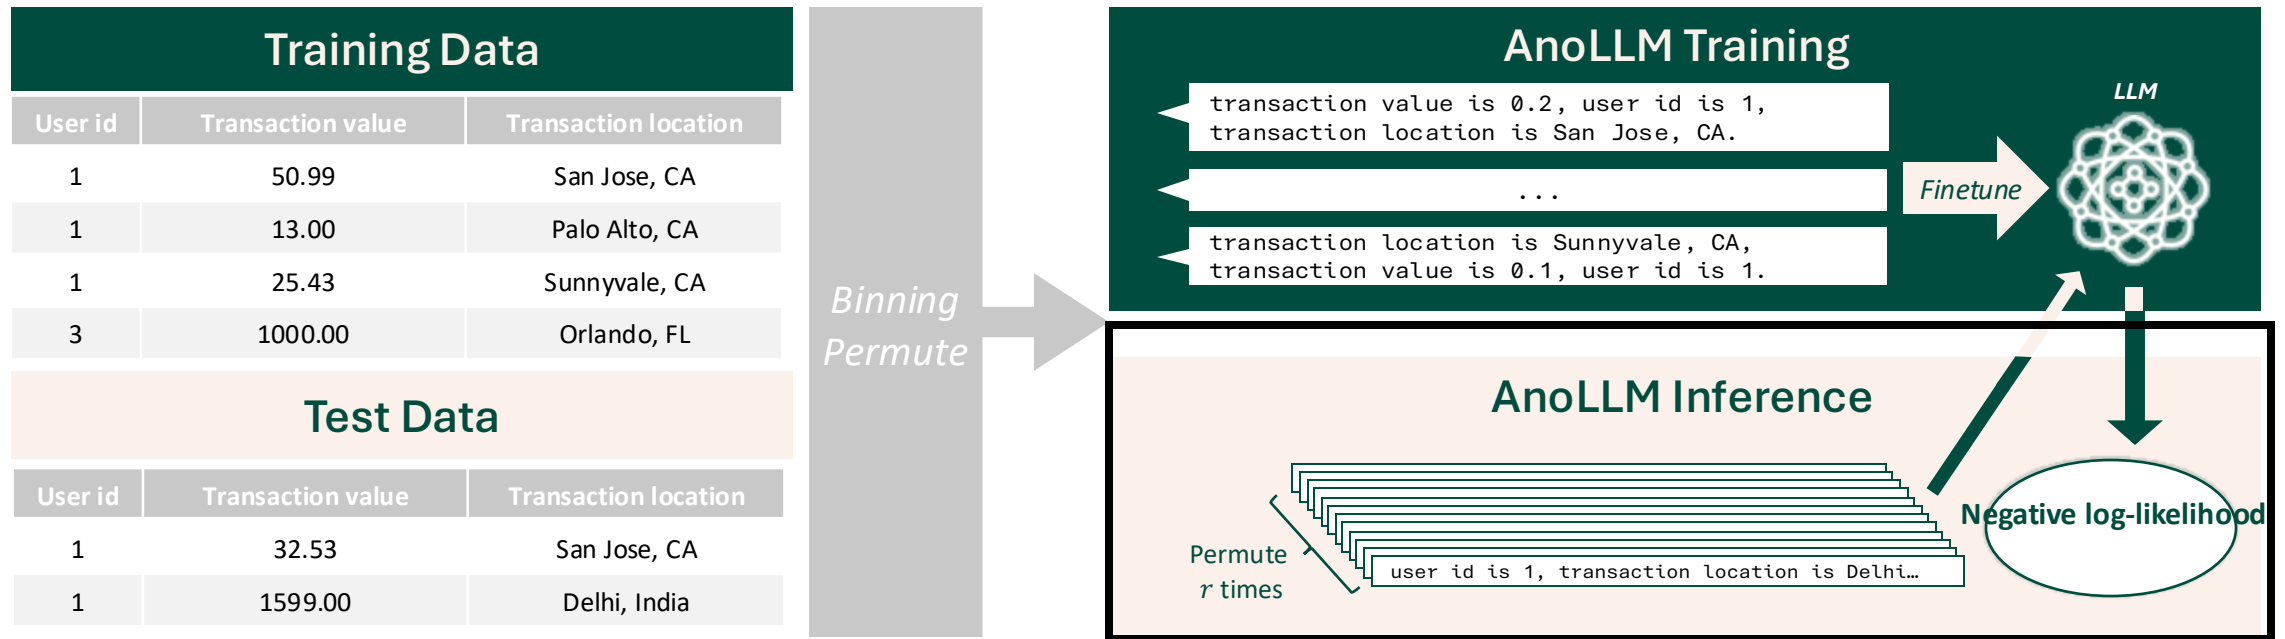 Training Data
User id Transaction value Transaction location
1 50.99 San Jose, CA
1 13.00 Palo Alto, CA
1 25.43 Sunnyvale, CA
3 1000.00 Orlando, FL
Test Data
User id Transaction value Transaction location
1 32.53 San Jose, CA
1 1599.00 Delhi, India
Binning
Permute
AnoLLM Training
transaction value is 0.2, user id is 1,
transaction location is San Jose, CA.
...
transaction location is Sunnyvale, CA,
transaction value is 0.1, user id is 1.
Finetune
LLM
AnoLLM Inference
Permute
r times
user id is 1, transaction location is Delhi…
Negative log-likelihood